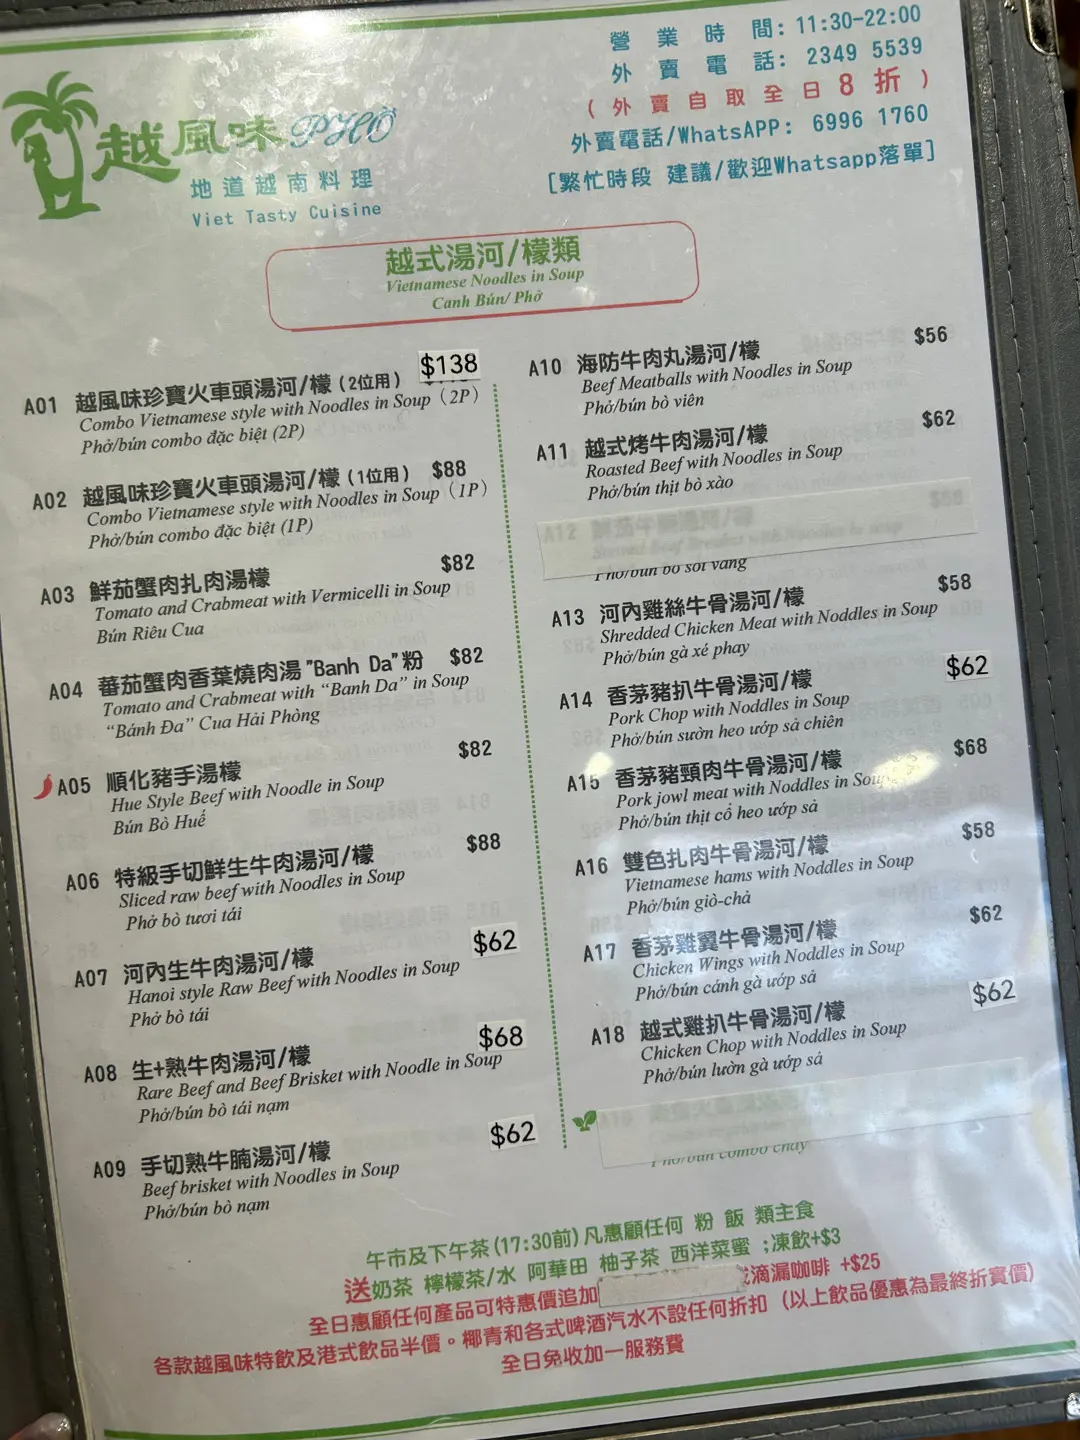 營業時間: 11:30-22:00
外賣電話: 2349 5539
(外賣自取全日8折)
外賣電話/WhatsAPP: 6996 1760
[繁忙時段 建議/歡迎Whatsapp落單]
越風味 PHỞ
地道越南料理
Viet Tasty Cuisine
越式湯河/檬類
Vietnamese Noodles in Soup
Canh Bún/ Phở
A01 越風味珍寶火車頭湯河/檬(2位用) $138
Combo Vietnamese style with Noodles in Soup (2P)
Phở/bún combo đặc biệt (2P)
A02 越風味珍寶火車頭湯河/檬(1位用) $88
Combo Vietnamese style with Noodles in Soup (1P)
Phở/bún combo đặc biệt (1P)
A03 鮮茄蟹肉扎肉湯檬 $82
Tomato and Crabmeat with Vermicelli in Soup
Bún Riêu Cua
A04 蕃茄蟹肉香葉燒肉湯"Banh Da"粉 $82
Tomato and Crabmeat with “Banh Da” in Soup
“Bánh Đa” Cua Hải Phòng
A05 順化豬手湯檬 $82
Hue Style Beef with Noodle in Soup
Bún Bò Huế
A06 特級手切鮮生牛肉湯河/檬 $88
Sliced raw beef with Noodles in Soup
Phở bò tươi tái
A07 河內生牛肉湯河/檬 $62
Hanoi style Raw Beef with Noodles in Soup
Phở bò tái
A08 生+熟牛肉湯河/檬 $68
Rare Beef and Beef Brisket with Noodle in Soup
Phở/bún bò tái nạm
A09 手切熟牛腩湯河/檬 $62
Beef brisket with Noodles in Soup
Phở/bún bò nạm
A10 海防牛肉丸湯河/檬 $56
Beef Meatballs with Noodles in Soup
Phở/bún bò viên
A11 越式烤牛肉湯河/檬 $62
Roasted Beef with Noodles in Soup
Phở/bún thịt bò xào
A12
Phở/bún bò sốt vang
A13 河內雞絲牛骨湯河/檬 $58
Shredded Chicken Meat with Noddles in Soup
Phở/bún gà xé phay
A14 香茅豬扒牛骨湯河/檬 $62
Pork Chop with Noddles in Soup
Phở/bún sườn heo ướp sả chiên
A15 香茅豬頸肉牛骨湯河/檬 $68
Pork jowl meat with Noddles in Soup
Phở/bún thịt cổ heo ướp sả
A16 雙色扎肉牛骨湯河/檬 $58
Vietnamese hams with Noddles in Soup
Phở/bún giò-chả
A17 香茅雞翼牛骨湯河/檬 $62
Chicken Wings with Noddles in Soup
Phở/bún cánh gà ướp sả
A18 越式雞扒牛骨湯河/檬 $62
Chicken Chop with Noddles in Soup
Phở/bún lườn gà ướp sả
Phở/bún combo chay
午市及下午茶(17:30前)凡惠顧任何 粉 飯 類主食
送奶茶 檸檬茶/水 阿華田 柚子茶 西洋菜蜜 ;凍飲+$3
全日惠顧任何產品可特惠價追加 滴漏咖啡 +$25
各款越風味特飲及港式飲品半價。椰青和各式啤酒汽水不設任何折扣 (以上飲品優惠為最終折實價)
全日免收加一服務費